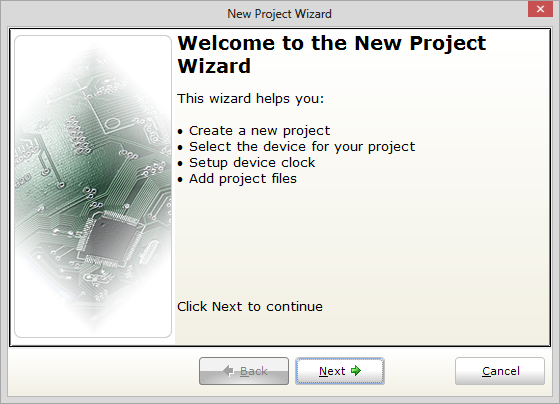 New Project Wizard
Welcome to the New Project
Wizard
This wizard helps you:
• Create a new project
• Select the device for your project
• Setup device clock
• Add project files
Click Next to continue
Back
Next
Cancel